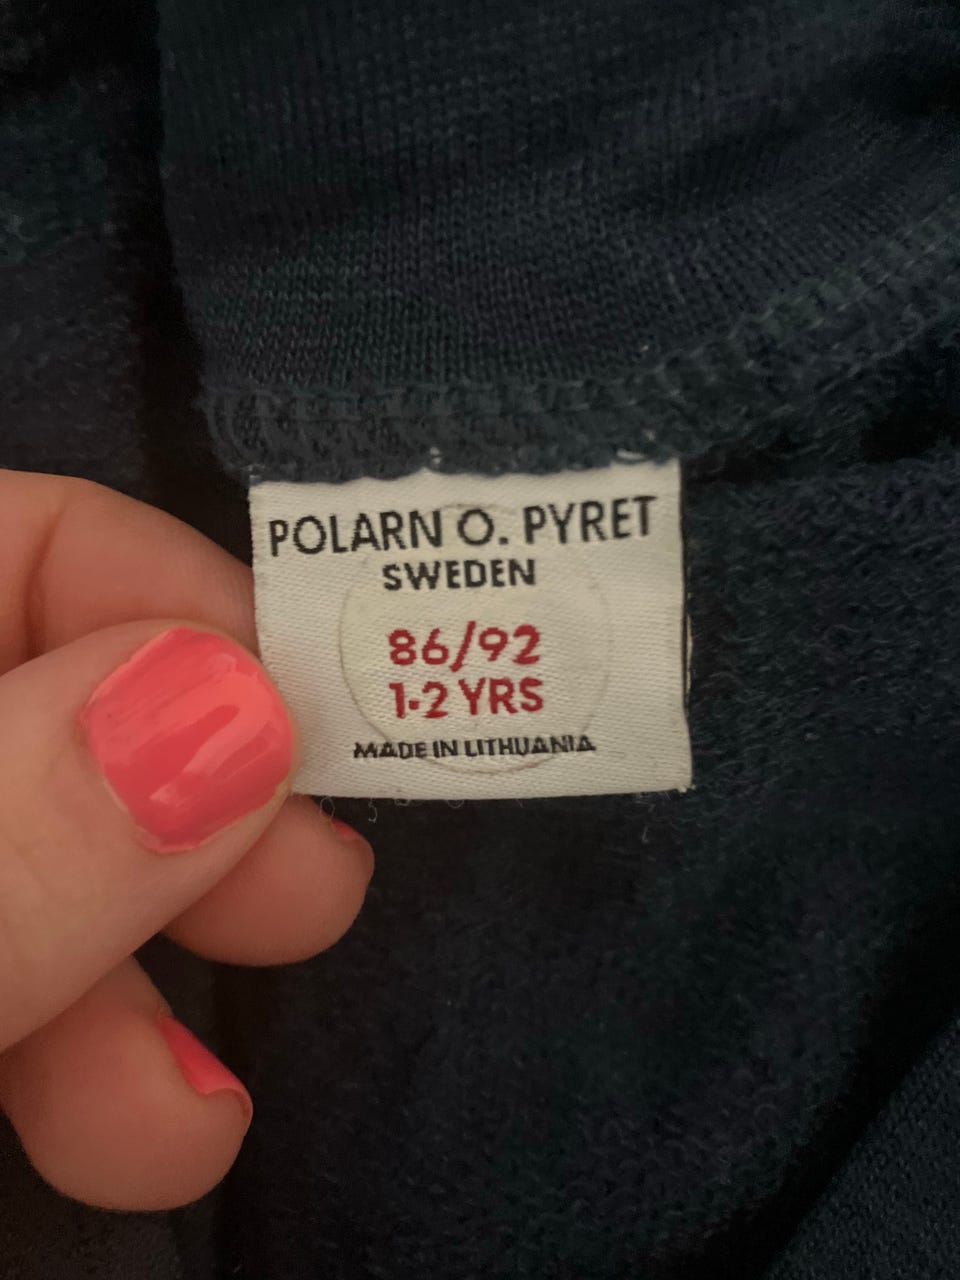 POLARN O. PYRET
SWEDEN
86/92
1-2 YRS
MADE IN LITHUANIA